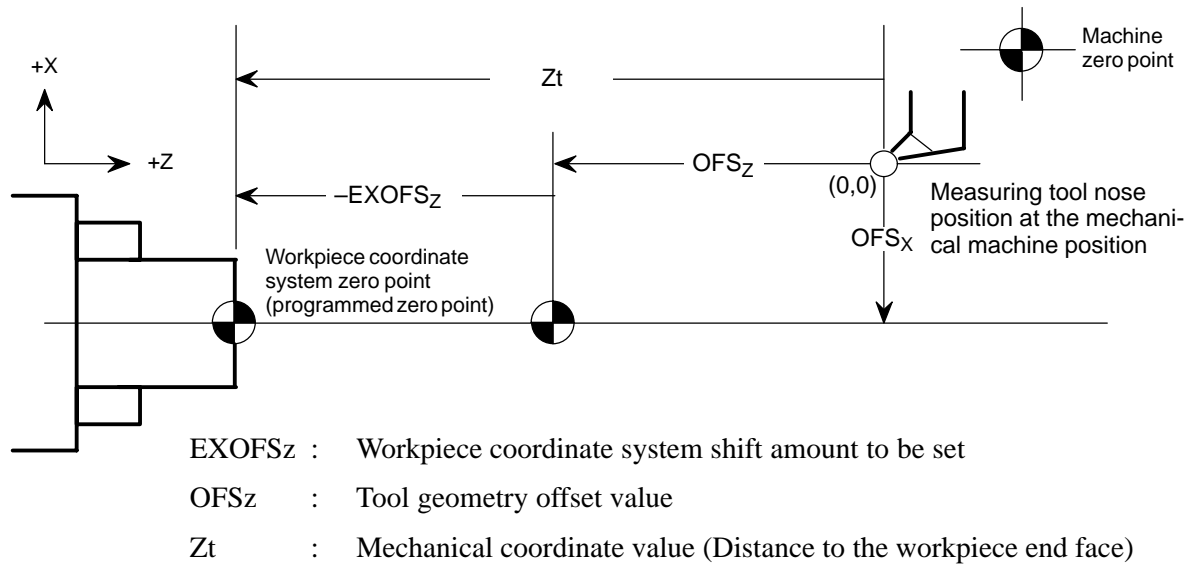 Machine
zero point
+X
Zt
+Z
OFSZ
–EXOFSZ
(0,0)
Measuring tool nose
position at the mechani-
cal machine position
OFSX
Workpiece coordinate
system zero point
(programmed zero point)
EXOFSz : Workpiece coordinate system shift amount to be set
OFSz : Tool geometry offset value
Zt : Mechanical coordinate value (Distance to the workpiece end face)